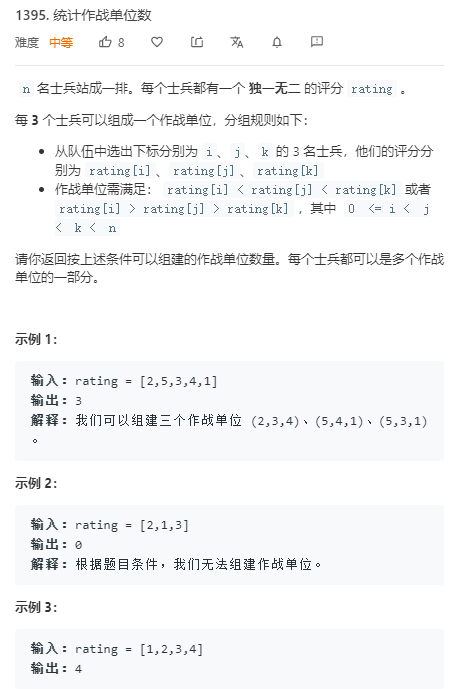 1395. 统计作战单位数
难度 中等 8
n 名士兵站成一排。每个士兵都有一个 独一无二 的评分 rating 。
每 3 个士兵可以组成一个作战单位，分组规则如下：
• 从队伍中选出下标分别为 i 、 j 、 k 的 3 名士兵，他们的评分分
别为 rating[i] 、 rating[j] 、 rating[k]
• 作战单位需满足： rating[i] < rating[j] < rating[k] 或者
rating[i] > rating[j] > rating[k] ，其中 0 <= i < j
< k < n
请你返回按上述条件可以组建的作战单位数量。每个士兵都可以是多个作战
单位的一部分。
示例 1：
输入：rating = [2,5,3,4,1]
输出：3
解释：我们可以组建三个作战单位 (2,3,4)、(5,4,1)、(5,3,1)
。
示例 2：
输入：rating = [2,1,3]
输出：0
解释：根据题目条件，我们无法组建作战单位。
示例 3：
输入：rating = [1,2,3,4]
输出：4